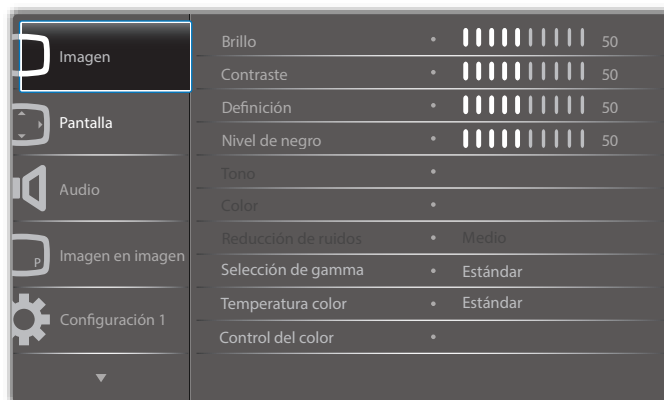 Imagen
Pantalla
Audio
P
Imagen en imagen
Configuración 1
Brillo • 50
Contraste • 50
Definición • 50
Nivel de negro • 50
Tono •
Color •
Reducción de ruidos • Medio
Selección de gamma • Estándar
Temperatura color • Estándar
Control del color •